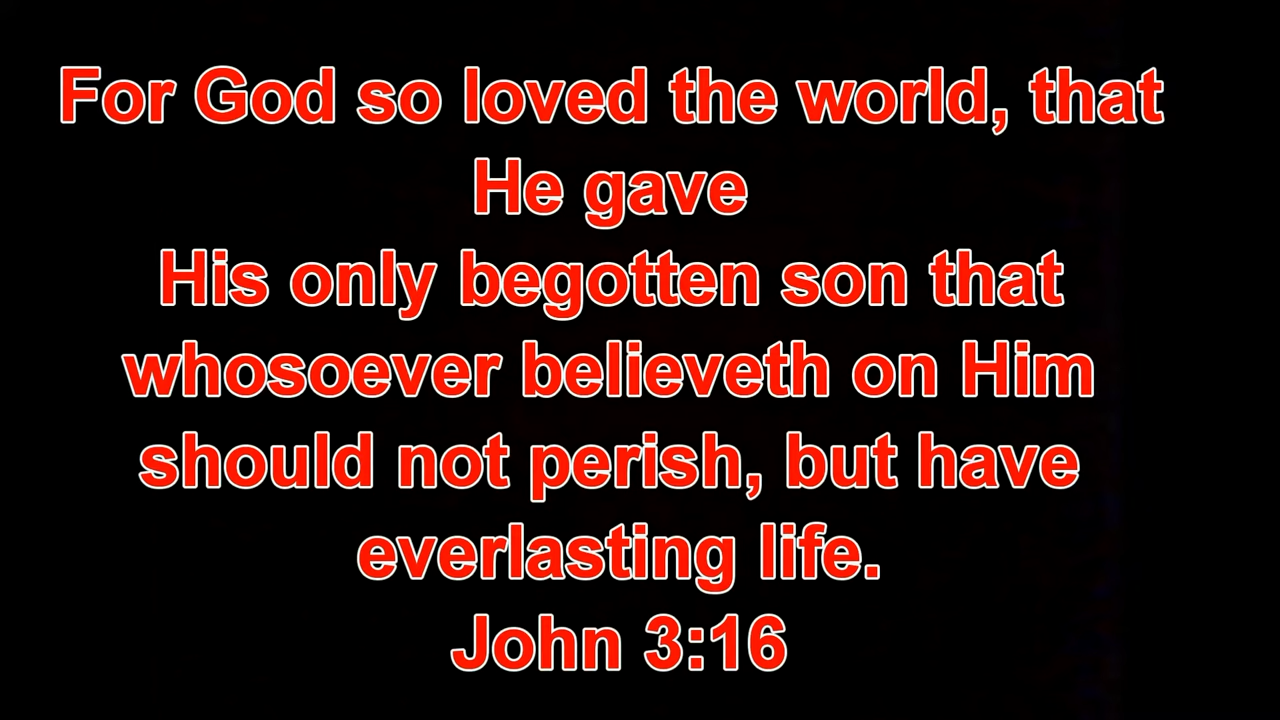 For God so loved the world, that
He gave
His only begotten son that
whosoever believeth on Him
should not perish, but have
everlasting life.
John 3:16